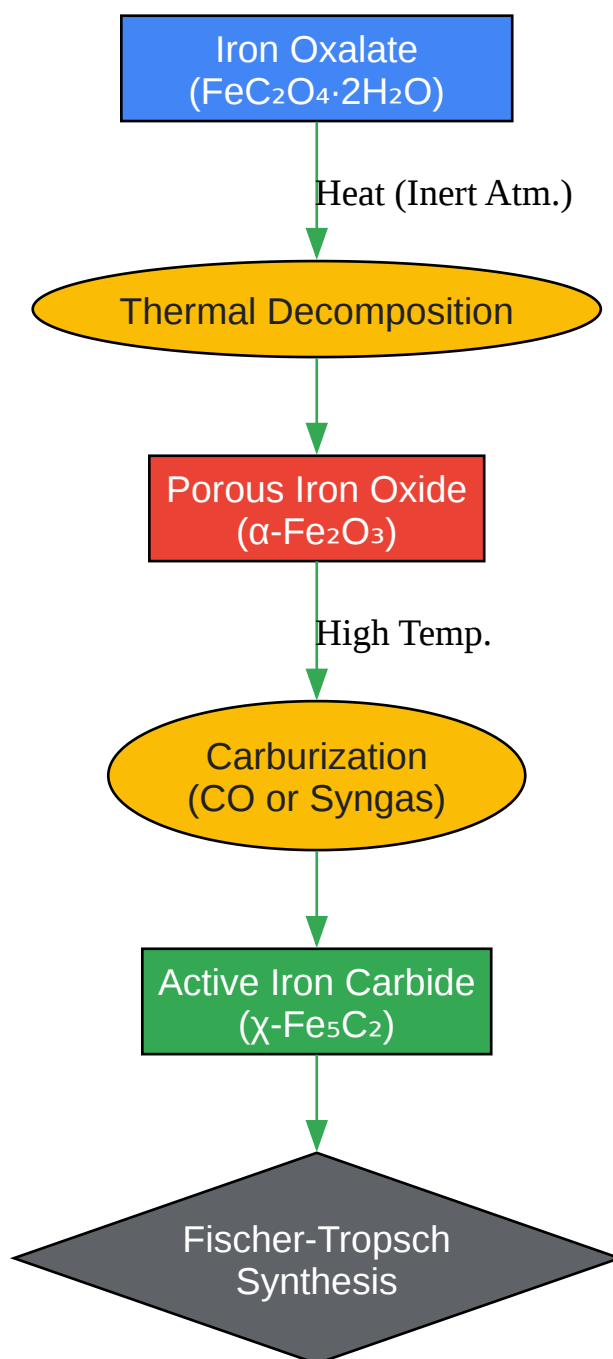 Iron Oxalate
(FeC₂O₄·2H₂O)
Heat (Inert Atm.)
Thermal Decomposition
Porous Iron Oxide
(α-Fe₂O₃)
High Temp.
Carburization
(CO or Syngas)
Active Iron Carbide
(χ-Fe₅C₂)
Fischer-Tropsch
Synthesis